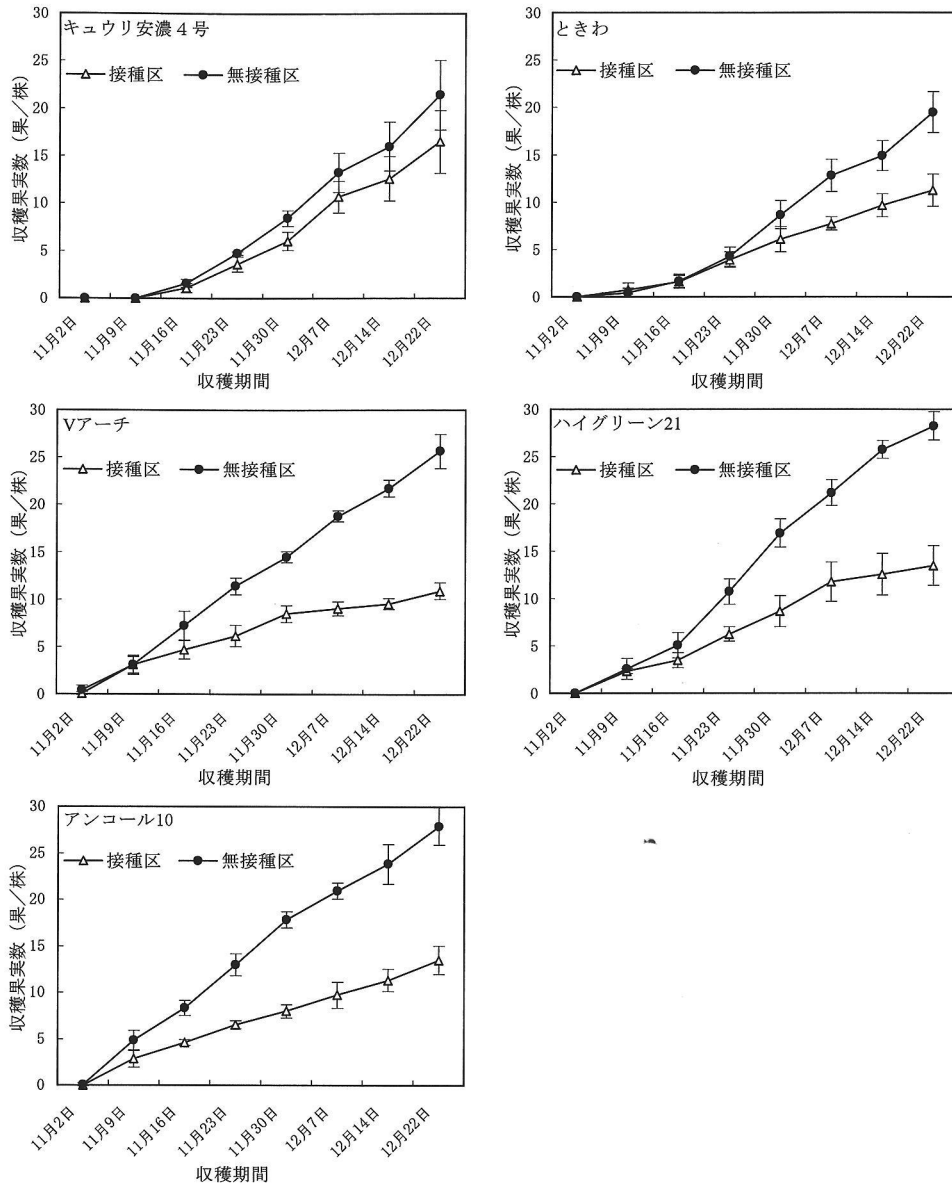 キュウリ安濃４号
接種区 無接種区
収穫果実数（果／株）
30
25
20
15
10
5
0
11月2日
11月9日
11月16日
11月23日
11月30日
12月7日
12月14日
12月22日
収穫期間
ときわ
接種区 無接種区
収穫果実数（果／株）
30
25
20
15
10
5
0
11月2日
11月9日
11月16日
11月23日
11月30日
12月7日
12月14日
12月22日
収穫期間
Vアーチ
接種区 無接種区
収穫果実数（果／株）
30
25
20
15
10
5
0
11月2日
11月9日
11月16日
11月23日
11月30日
12月7日
12月14日
12月22日
収穫期間
ハイグリーン21
接種区 無接種区
収穫果実数（果／株）
30
25
20
15
10
5
0
11月2日
11月9日
11月16日
11月23日
11月30日
12月7日
12月14日
12月22日
収穫期間
アンコール10
接種区 無接種区
収穫果実数（果／株）
30
25
20
15
10
5
0
11月2日
11月9日
11月16日
11月23日
11月30日
12月7日
12月14日
12月22日
収穫期間